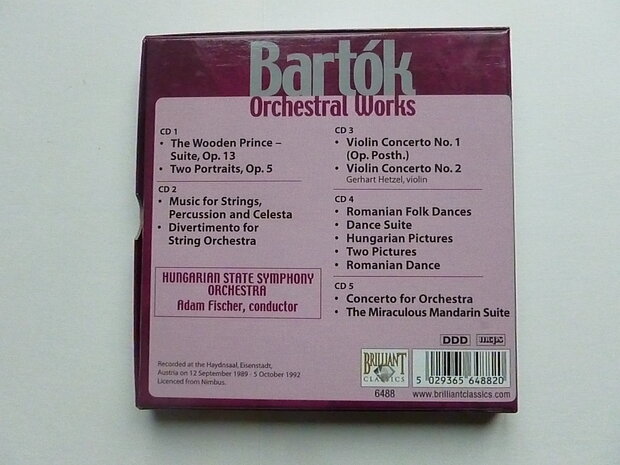 Bartók
Orchestral Works
CD 1
• The Wooden Prince –
Suite, Op. 13
• Two Portraits, Op. 5
CD 2
• Music for Strings,
Percussion and Celesta
• Divertimento for
String Orchestra
HUNGARIAN STATE SYMPHONY
ORCHESTRA
Adam Fischer, conductor
CD 3
• Violin Concerto No. 1
(Op. Posth.)
• Violin Concerto No. 2
Gerhart Hetzel, violin
CD 4
• Romanian Folk Dances
• Dance Suite
• Hungarian Pictures
• Two Pictures
• Romanian Dance
CD 5
• Concerto for Orchestra
• The Miraculous Mandarin Suite
Recorded at the Haydnsaal, Eisenstadt,
Austria on 12 September 1989 - 5 October 1992
Licenced from Nimbus.
DDD
mcps
BRILLIANT
CLASSICS
6488
5 029365 648820
www.brilliantclassics.com